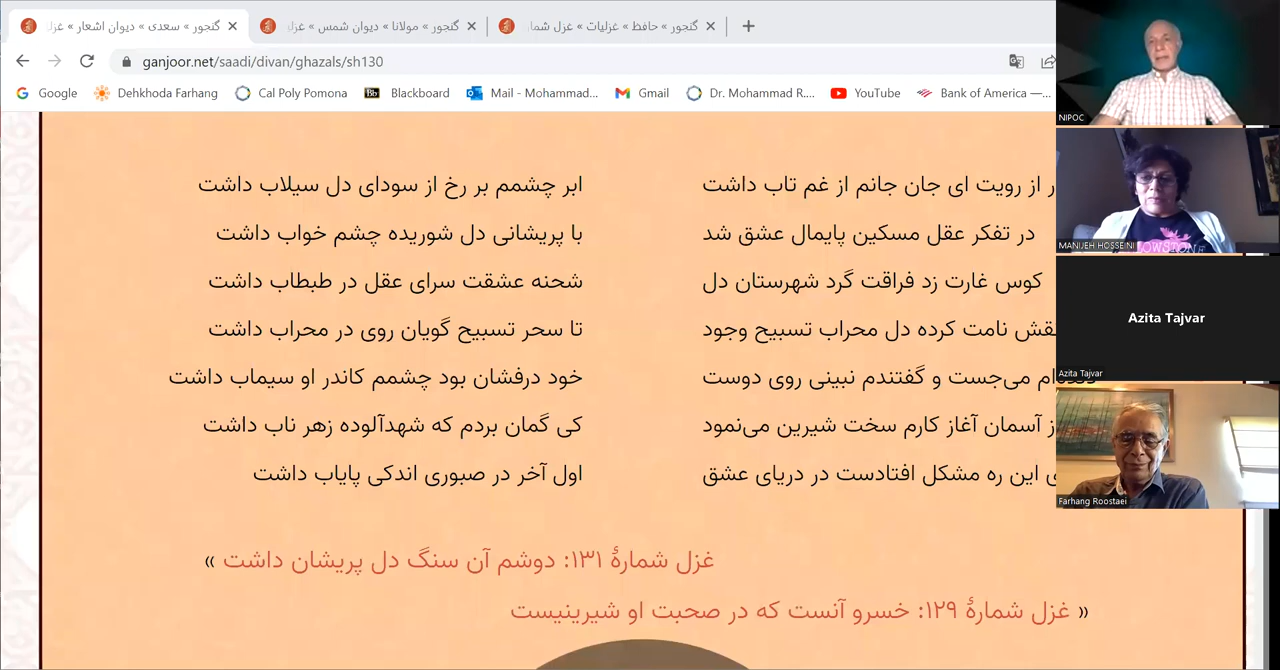 گنجور » سعدی » دیوان اشعار » غزل
گنجور » مولانا » دیوان شمس » غزل
گنجور » حافظ » غزلیات » غزل شما
ganjoor.net/saadi/divan/ghazals/sh130
Google Dehkhoda Farhang Cal Poly Pomona Bb Blackboard Mail - Mohammad... Gmail Dr. Mohammad R.... YouTube Bank of America —...
ر از رویت ای جان جانم از غم تاب داشت ابر چشمم بر رخ از سودای دل سیلاب داشت
در تفکر عقل مسکین پایمال عشق شد با پریشانی دل شوریده چشم خواب داشت
کوس غارت زد فراقت گرد شهرستان دل شحنه عشقت سرای عقل در طبطاب داشت
نقش نامت کرده دل محراب تسبیح وجود تا سحر تسبیح گویان روی در محراب داشت
می‌جست و گفتندم نبینی روی دوست خود درفشان بود چشمم کاندر او سیماب داشت
ز آسمان آغاز کارم سخت شیرین می‌نمود کی گمان بردم که شهدآلوده زهر ناب داشت
این ره مشکل افتادست در دریای عشق اول آخر در صبوری اندکی پایاب داشت
غزل شمارهٔ ۱۳۱: دوشم آن سنگ دل پریشان داشت »
« غزل شمارهٔ ۱۲۹: خسرو آنست که در صحبت او شیرینیست
NIPOC
MANIJEH HOSSEINI
YELLOWSTONE
Azita Tajvar
Azita Tajvar
Farhang Roostaei